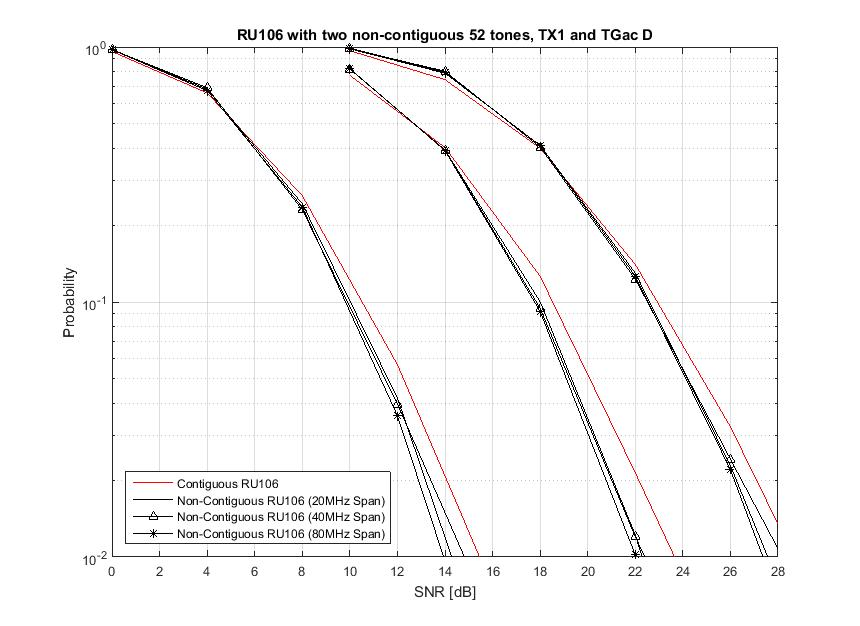 RU106 with two non-contiguous 52 tones, TX1 and TGac D
10^0
10^-1
10^-2
Probability
Contiguous RU106
Non-Contiguous RU106 (20MHz Span)
Non-Contiguous RU106 (40MHz Span)
Non-Contiguous RU106 (80MHz Span)
0 2 4 6 8 10 12 14 16 18 20 22 24 26 28
SNR [dB]